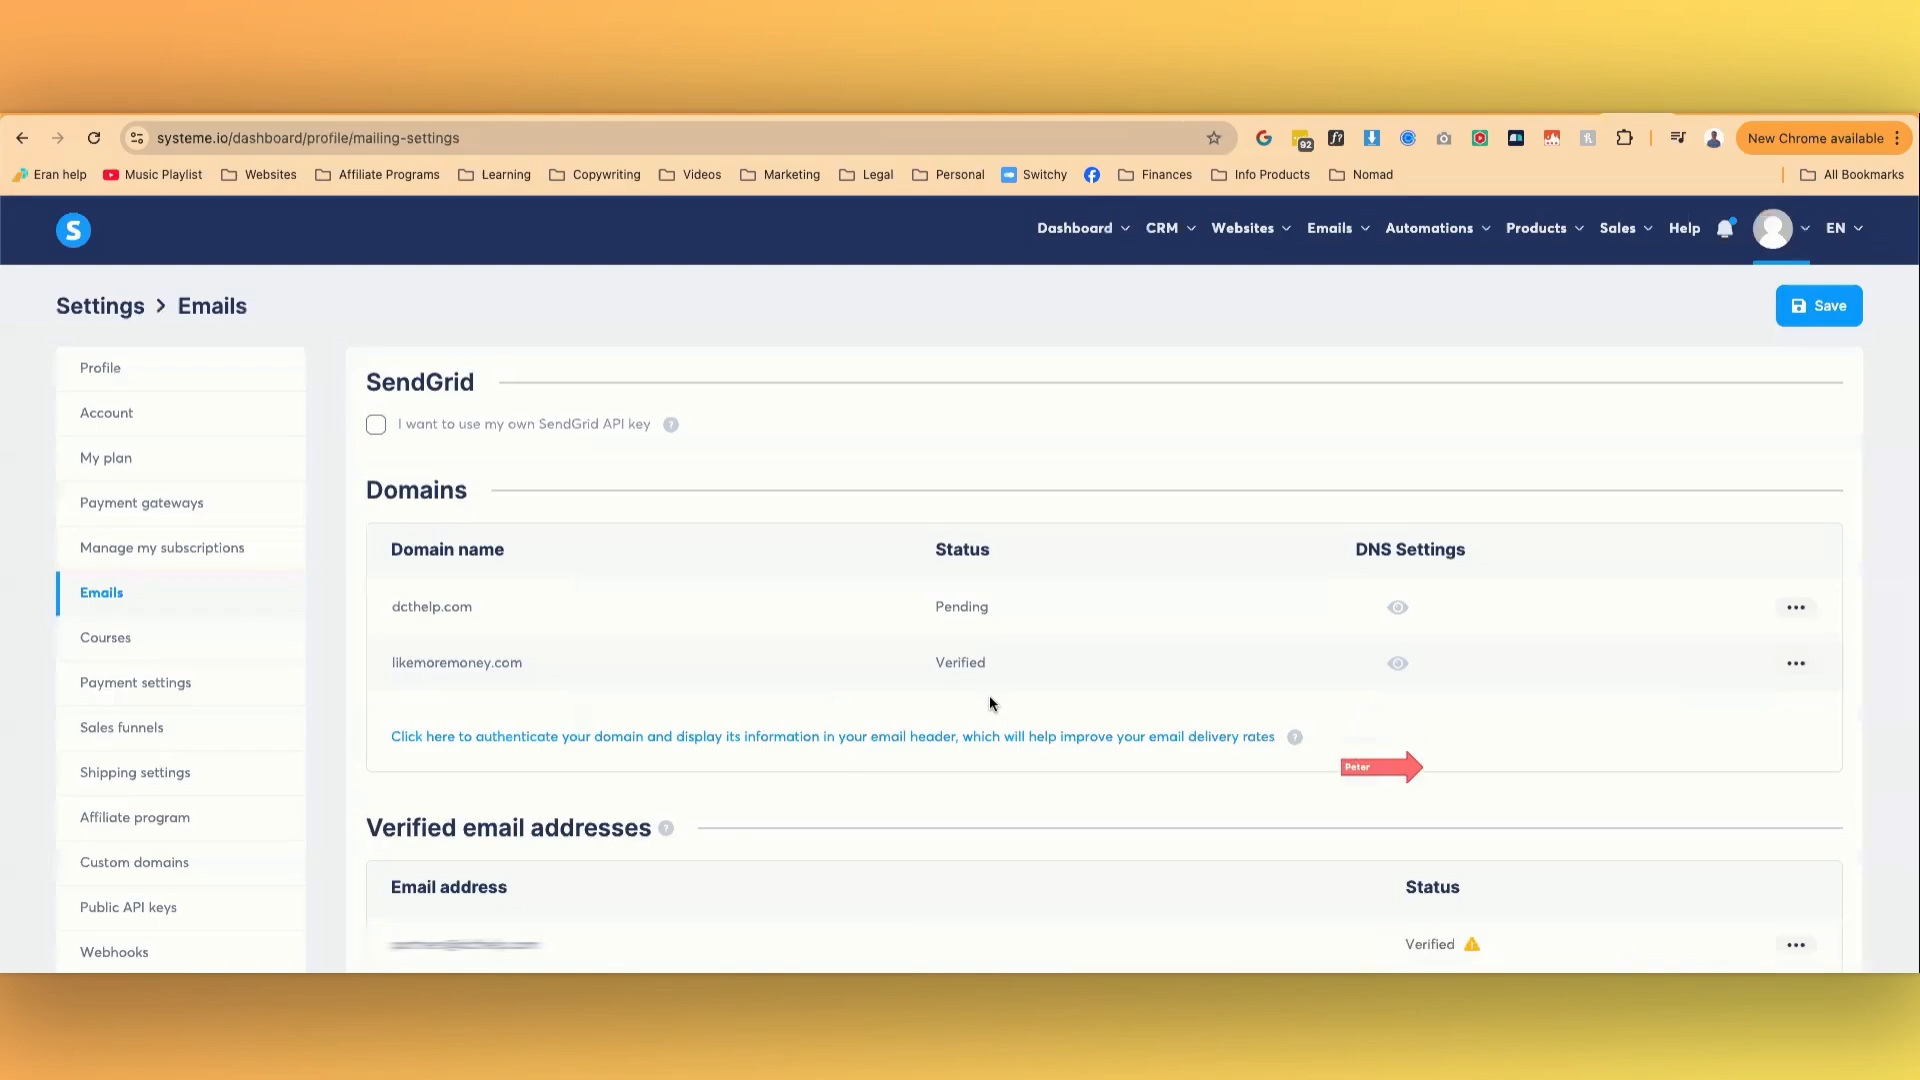 systeme.io/dashboard/profile/mailing-settings
92
f?
New Chrome available
Eran help
Music Playlist
Websites
Affiliate Programs
Learning
Copywriting
Videos
Marketing
Legal
Personal
Switchy
Finances
Info Products
Nomad
All Bookmarks
S
Dashboard
CRM
Websites
Emails
Automations
Products
Sales
Help
EN
Settings > Emails
Save
Profile
Account
My plan
Payment gateways
Manage my subscriptions
Emails
Courses
Payment settings
Sales funnels
Shipping settings
Affiliate program
Custom domains
Public API keys
Webhooks
SendGrid
I want to use my own SendGrid API key ?
Domains
Domain name Status DNS Settings
dcthelp.com Pending
likemoremoney.com Verified
Click here to authenticate your domain and display its information in your email header, which will help improve your email delivery rates ?
Peter
Verified email addresses ?
Email address Status
Verified